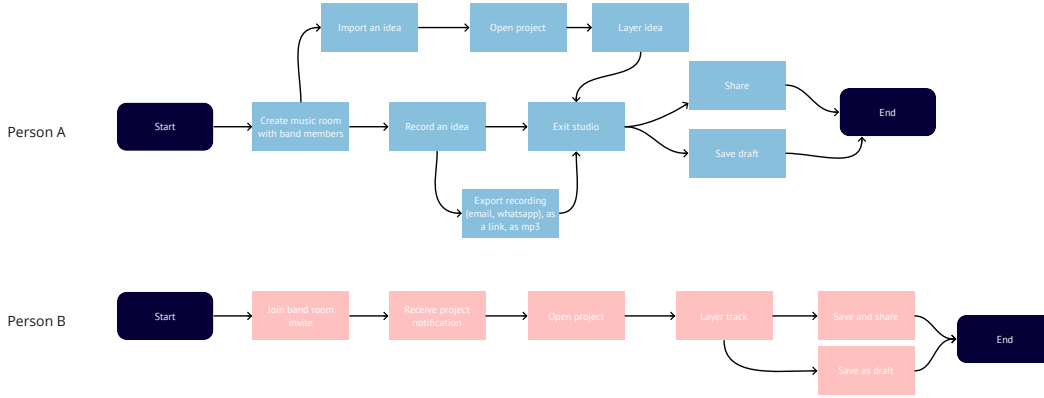 Import an idea
Open project
Layer idea
Share
Person A
Start
Create music room
with band members
Record an idea
Exit studio
End
Save draft
Export recording
(email, whatsapp), as
a link, as mp3
Person B
Start
Join band room
invite
Receive project
notification
Open project
Layer track
Save and share
End
Save as draft